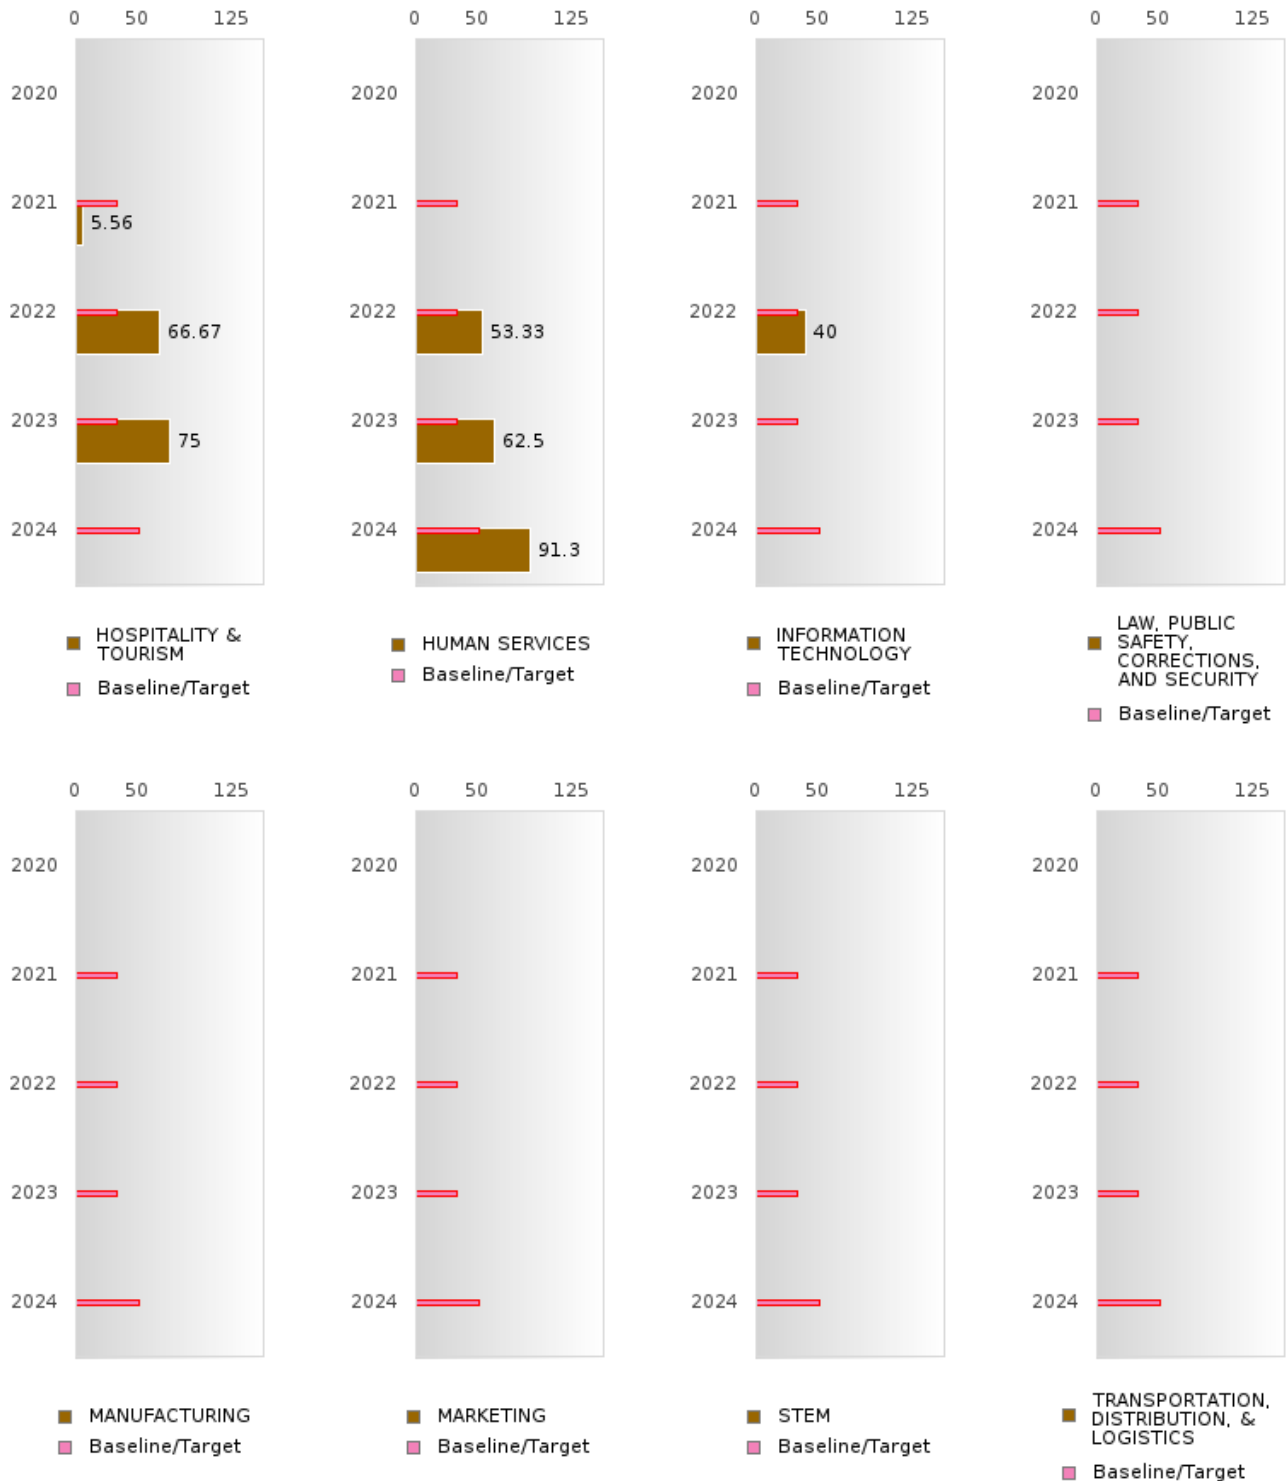 0 50 125
2020
2021
5.56
2022
66.67
2023
75
2024
HOSPITALITY &
TOURISM
Baseline/Target
0 50 125
2020
2021
2022
53.33
2023
62.5
2024
91.3
HUMAN SERVICES
Baseline/Target
0 50 125
2020
2021
2022
40
2023
2024
INFORMATION
TECHNOLOGY
Baseline/Target
0 50 125
2020
2021
2022
2023
2024
LAW, PUBLIC
SAFETY,
CORRECTIONS,
AND SECURITY
Baseline/Target
0 50 125
2020
2021
2022
2023
2024
MANUFACTURING
Baseline/Target
0 50 125
2020
2021
2022
2023
2024
MARKETING
Baseline/Target
0 50 125
2020
2021
2022
2023
2024
STEM
Baseline/Target
0 50 125
2020
2021
2022
2023
2024
TRANSPORTATION,
DISTRIBUTION, &
LOGISTICS
Baseline/Target